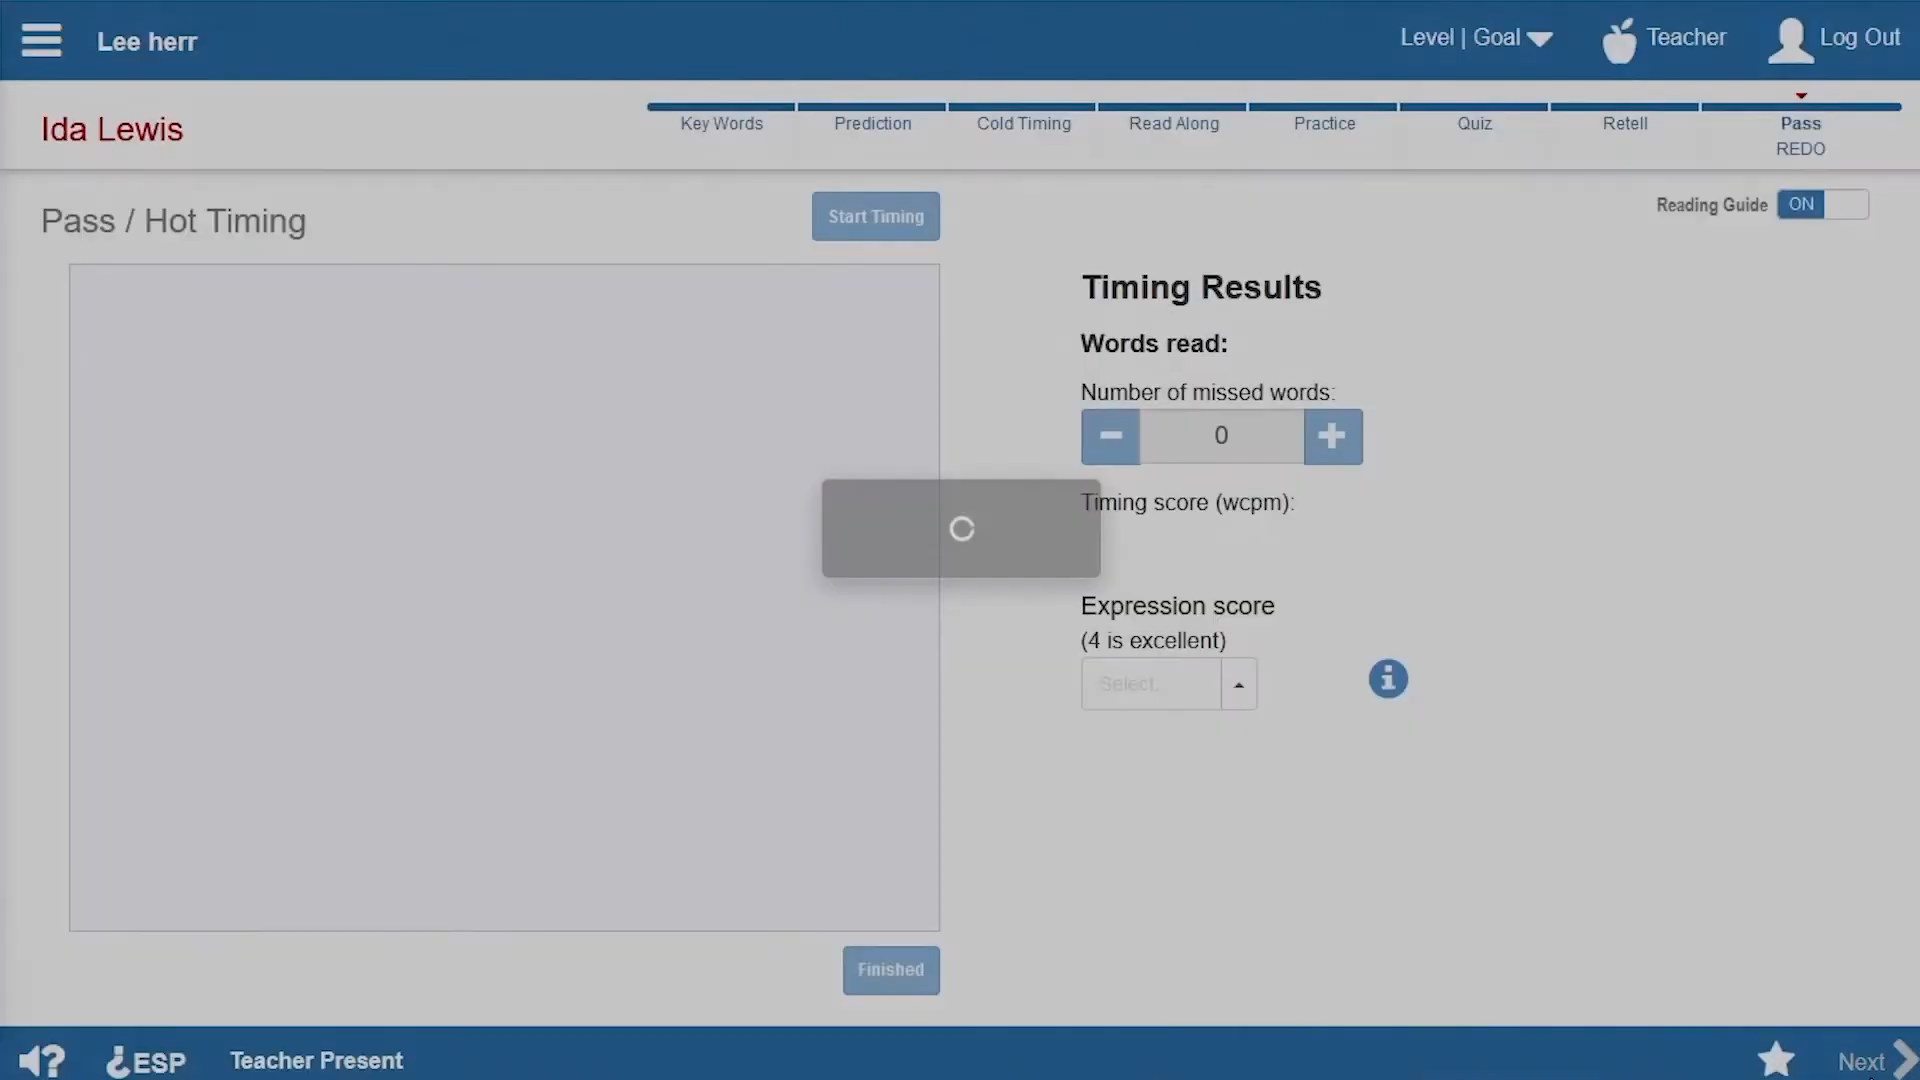 Lee herr
Level | Goal
Teacher
Log Out
Ida Lewis
Key Words
Prediction
Cold Timing
Read Along
Practice
Quiz
Retell
Pass
REDO
Pass / Hot Timing
Start Timing
Reading Guide
ON
Timing Results
Words read:
Number of missed words:
0
Timing score (wcpm):
Expression score
(4 is excellent)
Select..
Finished
?
¿ESP
Teacher Present
Next